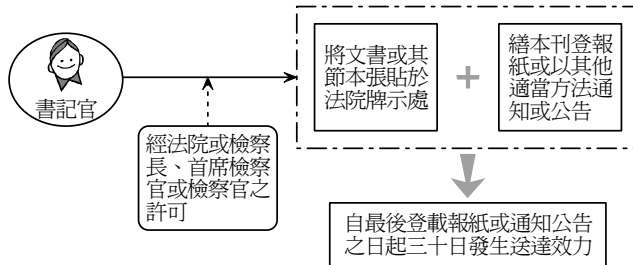 書記官
經法院或檢察
長、首席檢察
官或檢察官之
許可
將文書或其
節本張貼於
法院牌示處
+
繕本刊登報
紙或以其他
適當方法通
知或公告
自最後登載報紙或通知公告
之日起三十日發生送達效力